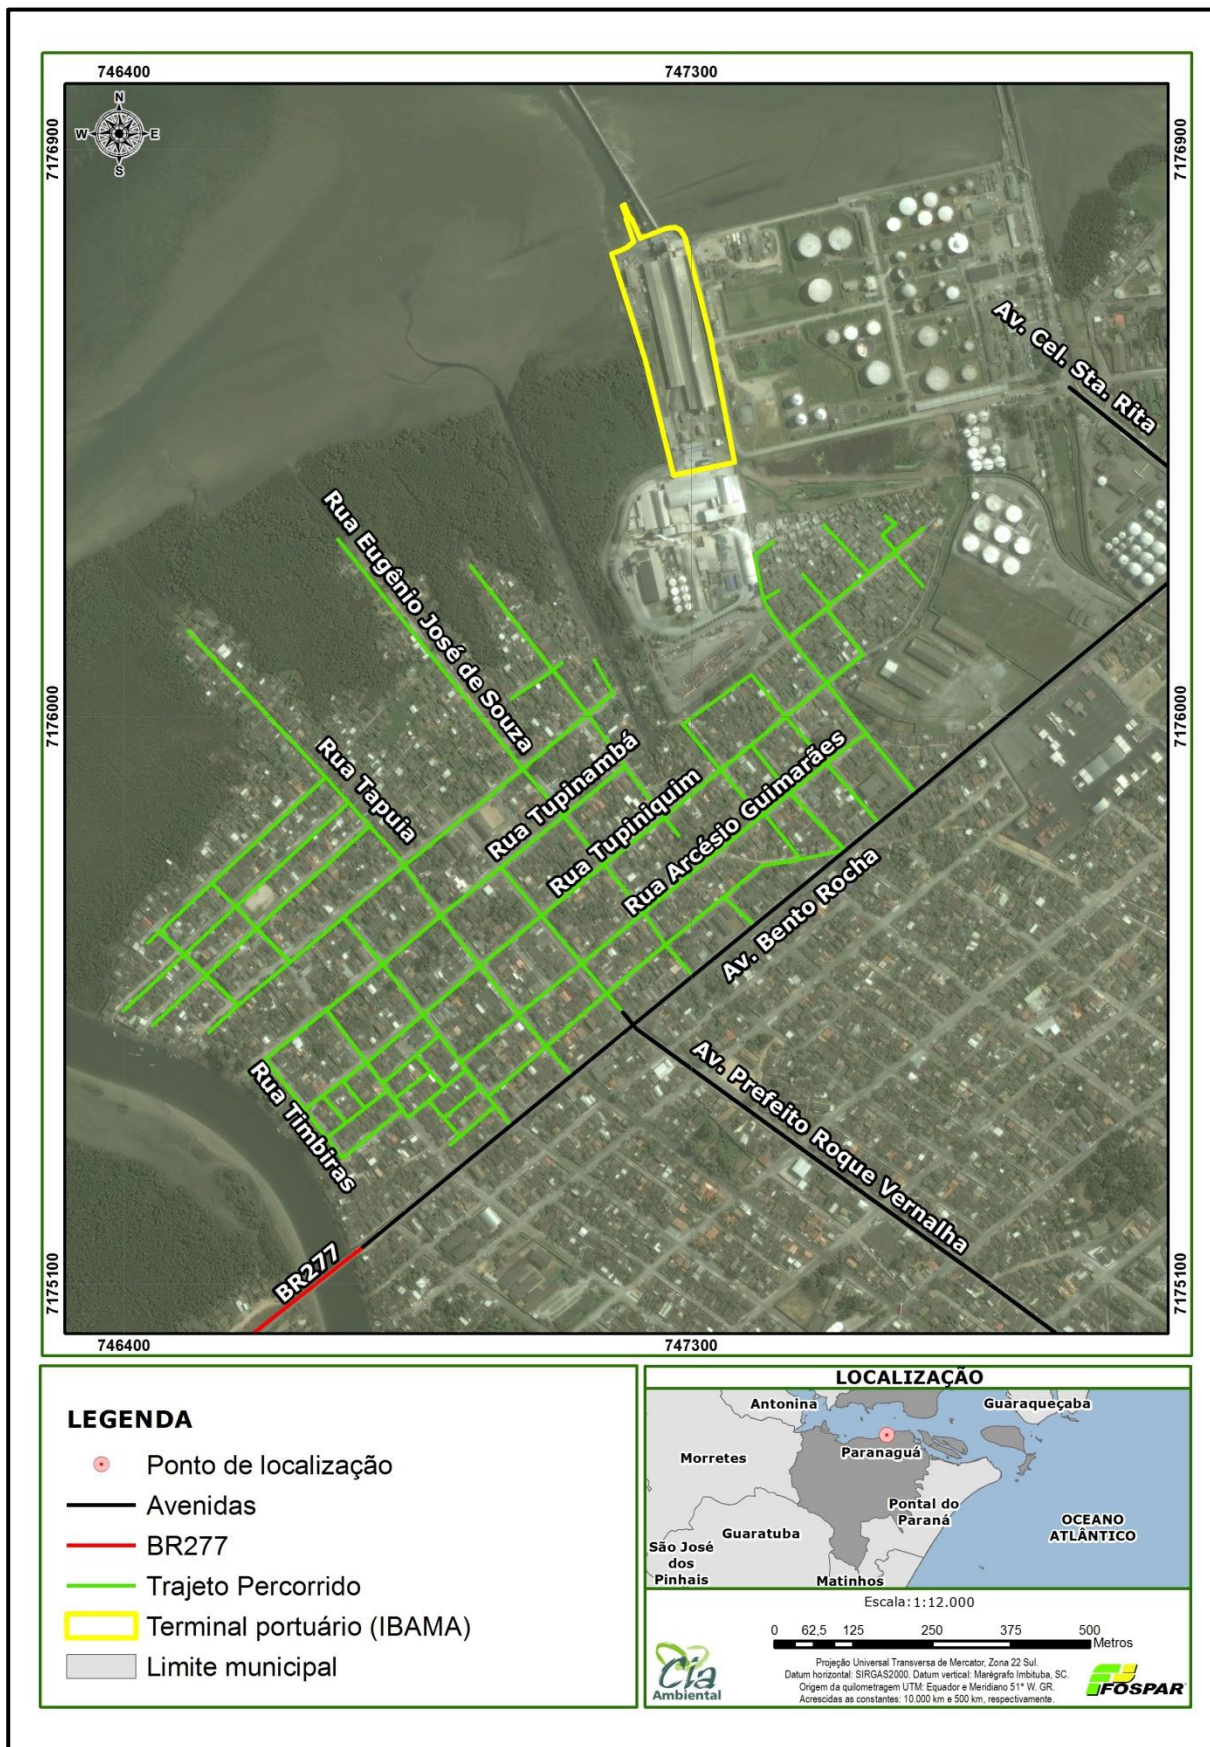 746400
747300
7176900
7176900
N
W
E
S
Av. Cel. Sta. Rita
Rua Eugênio José de Souza
7176000
7176000
Rua Tapuia
Rua Tupinambá
Rua Tupiniquim
Rua Arcésio Guimarães
Av. Bento Rocha
Av. Prefeito Roque Vernalha
Rua Timbiras
BR277
7175100
7175100
746400
747300
LEGENDA
Ponto de localização
Avenidas
BR277
Trajeto Percorrido
Terminal portuário (IBAMA)
Limite municipal
LOCALIZAÇÃO
Antonina
Guaraqueçaba
Morretes
Paranaguá
Pontal do
Paraná
Guaratuba
OCEANO
ATLÂNTICO
São José
dos
Pinhais
Matinhos
Escala:1:12.000
0 62,5 125 250 375 500
Metros
Projeção Universal Transversa de Mercator, Zona 22 Sul.
Datum horizontal: SIRGAS2000. Datum vertical: Marégrafo Imbituba, SC.
Origem da quilometragem UTM: Equador e Meridiano 51° W. GR.
Acrescidas as constantes: 10.000 km e 500 km, respectivamente.
Cia
Ambiental
FOSPAR